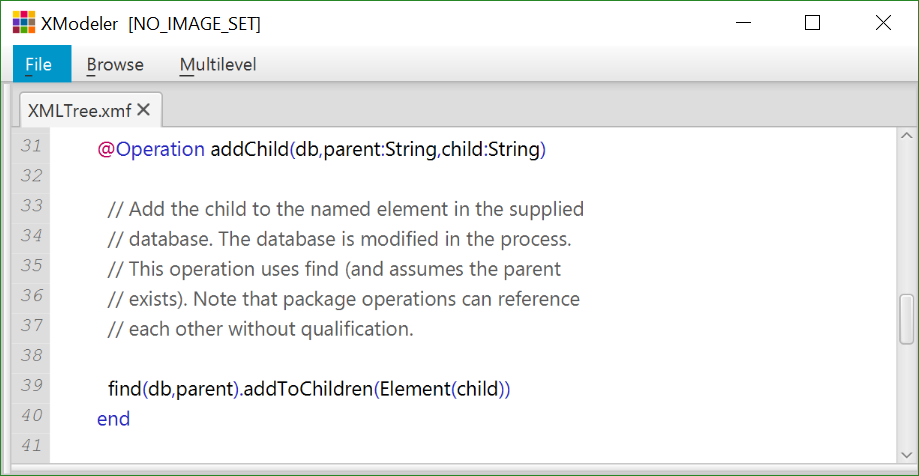 XModeler [NO_IMAGE_SET]
File Browse Multilevel
XMLTree.xmf
31 @Operation addChild(db,parent:String,child:String)
32
33 // Add the child to the named element in the supplied
34 // database. The database is modified in the process.
35 // This operation uses find (and assumes the parent
36 // exists). Note that package operations can reference
37 // each other without qualification.
38
39 find(db,parent).addToChildren(Element(child))
40 end
41